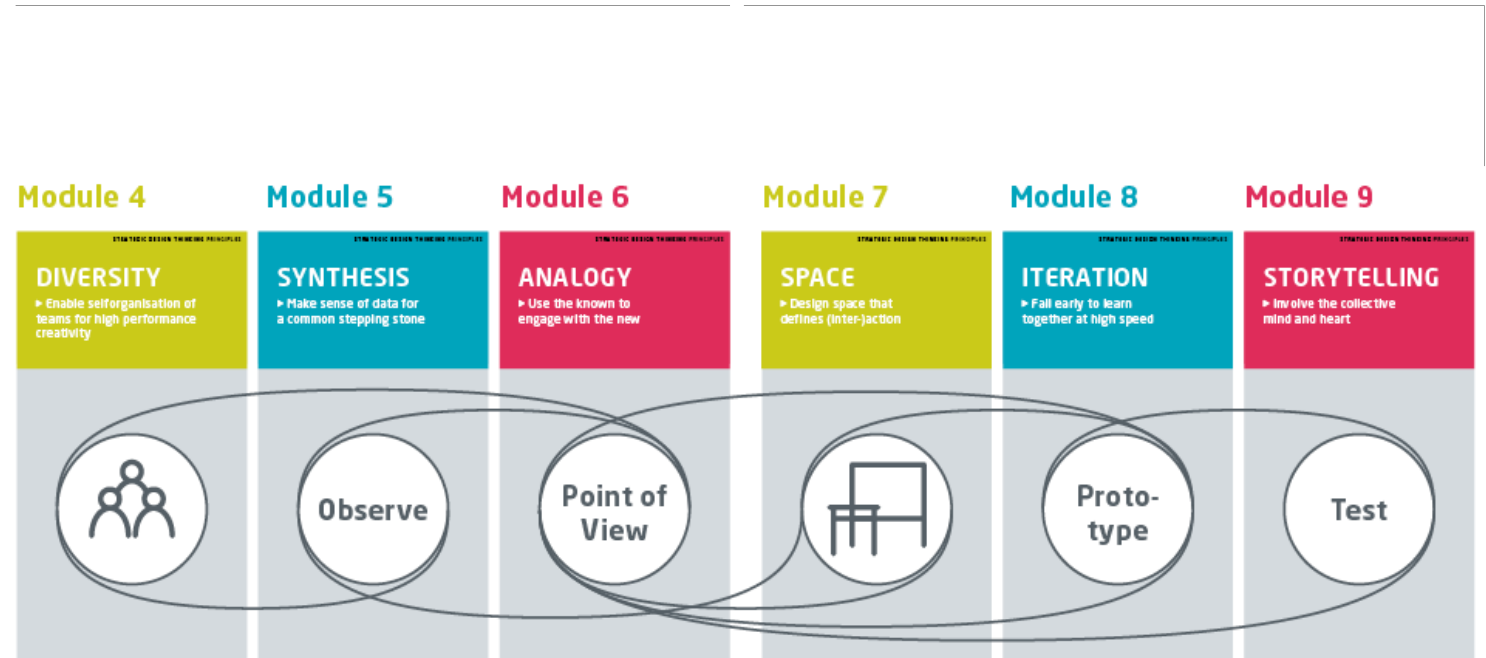 Module 4
Module 5
Module 6
Module 7
Module 8
Module 9
STRATEGIC DESIGN THINKING PRINCIPLES
DIVERSITY
▸ Enable selforganisation of
teams for high performance
creativity
STRATEGIC DESIGN THINKING PRINCIPLES
SYNTHESIS
▸ Make sense of data for
a common stepping stone
STRATEGIC DESIGN THINKING PRINCIPLES
ANALOGY
▸ Use the known to
engage with the new
STRATEGIC DESIGN THINKING PRINCIPLES
SPACE
▸ Design space that
defines (inter-)action
STRATEGIC DESIGN THINKING PRINCIPLES
ITERATION
▸ Fail early to learn
together at high speed
STRATEGIC DESIGN THINKING PRINCIPLES
STORYTELLING
▸ Involve the collective
mind and heart
Observe
Point of
View
Proto-
type
Test